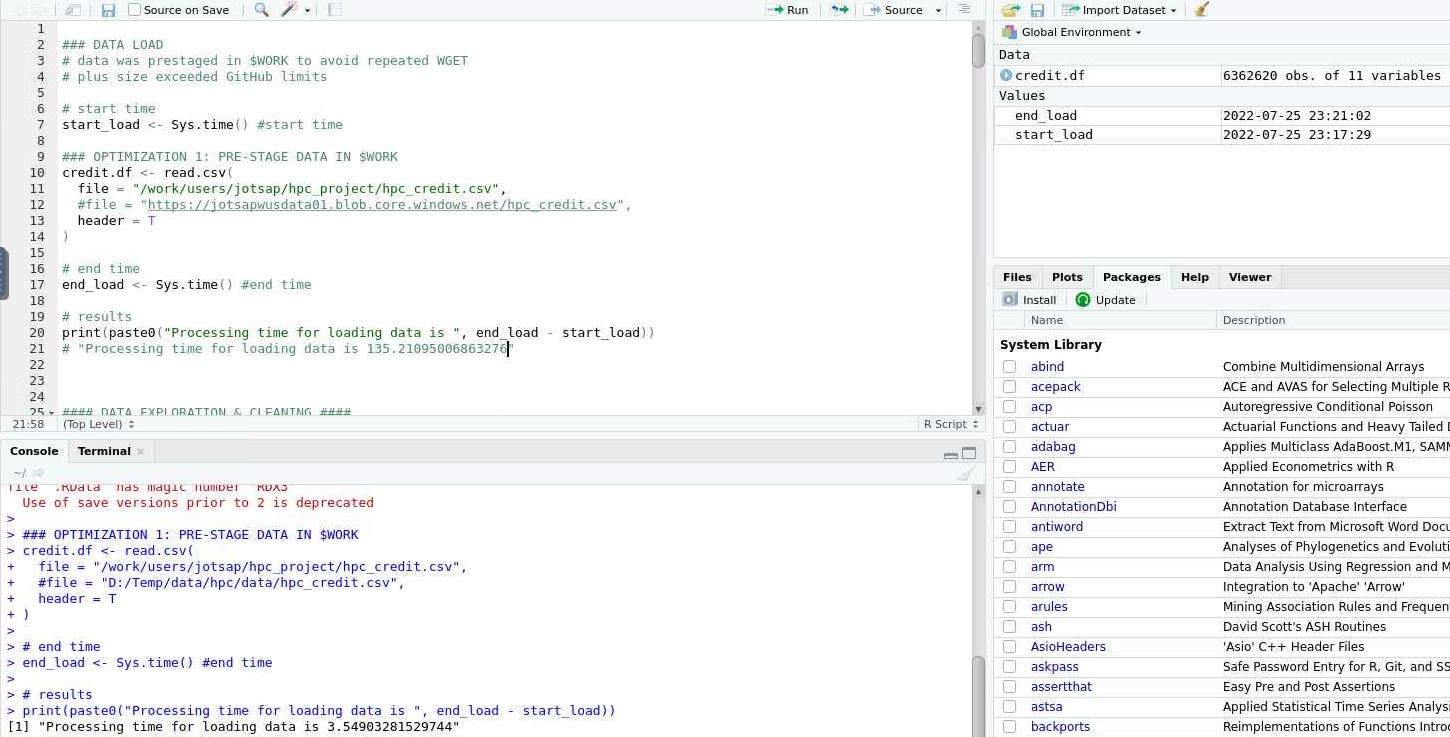 Source on Save
Run
Source
1
2 ### DATA LOAD
3 # data was prestaged in $WORK to avoid repeated WGET
4 # plus size exceeded GitHub limits
5
6 # start time
7 start_load <- Sys.time() #start time
8
9 ### OPTIMIZATION 1: PRE-STAGE DATA IN $WORK
10 credit.df <- read.csv(
11 file = "/work/users/jotsap/hpc_project/hpc_credit.csv",
12 #file = "https://jotsapwusdata01.blob.core.windows.net/hpc_credit.csv",
13 header = T
14 )
15
16 # end time
17 end_load <- Sys.time() #end time
18
19 # results
20 print(paste0("Processing time for loading data is ", end_load - start_load))
21 # "Processing time for loading data is 135.21095006863276"
22
23
24
25 #### DATA EXPLORATION & CLEANING ####
21:58 (Top Level) R Script
Console Terminal
~/
file '.RData' has magic number 'RDX3'
Use of save versions prior to 2 is deprecated
>
> ### OPTIMIZATION 1: PRE-STAGE DATA IN $WORK
> credit.df <- read.csv(
+ file = "/work/users/jotsap/hpc_project/hpc_credit.csv",
+ #file = "D:/Temp/data/hpc/data/hpc_credit.csv",
+ header = T
+ )
>
> # end time
> end_load <- Sys.time() #end time
>
> # results
> print(paste0("Processing time for loading data is ", end_load - start_load))
[1] "Processing time for loading data is 3.54903281529744"
Import Dataset
Global Environment
Data
credit.df 6362620 obs. of 11 variables
Values
end_load 2022-07-25 23:21:02
start_load 2022-07-25 23:17:29
Files Plots Packages Help Viewer
Install Update
Name Description
System Library
abind Combine Multidimensional Arrays
acepack ACE and AVAS for Selecting Multiple R
acp Autoregressive Conditional Poisson
actuar Actuarial Functions and Heavy Tailed
adabag Applies Multiclass AdaBoost.M1, SAMM
AER Applied Econometrics with R
annotate Annotation for microarrays
AnnotationDbi Annotation Database Interface
antiword Extract Text from Microsoft Word Docu
ape Analyses of Phylogenetics and Evoluti
arm Data Analysis Using Regression and M
arrow Integration to 'Apache' 'Arrow'
arules Mining Association Rules and Frequen
ash David Scott's ASH Routines
AsioHeaders 'Asio' C++ Header Files
askpass Safe Password Entry for R, Git, and SS
assertthat Easy Pre and Post Assertions
astsa Applied Statistical Time Series Analysi
backports Reimplementations of Functions Introd